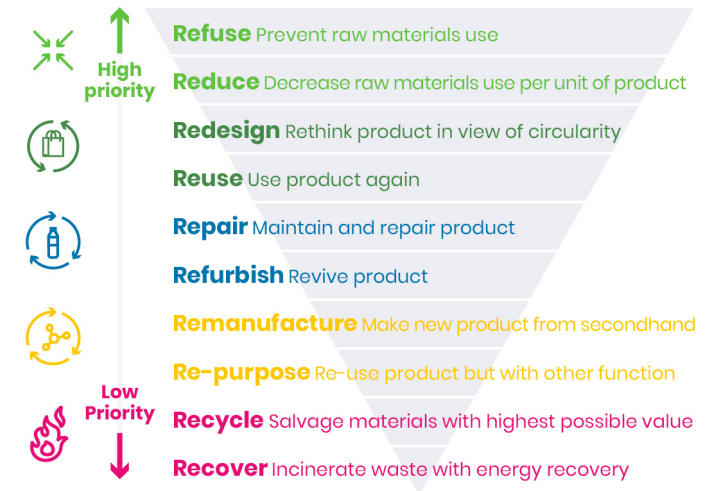 Refuse Prevent raw materials use
High
priority
Reduce Decrease raw materials use per unit of product
Redesign Rethink product in view of circularity
Reuse Use product again
Repair Maintain and repair product
Refurbish Revive product
Remanufacture Make new product from secondhand
Re-purpose Re-use product but with other function
Low
Priority
Recycle Salvage materials with highest possible value
Recover Incinerate waste with energy recovery